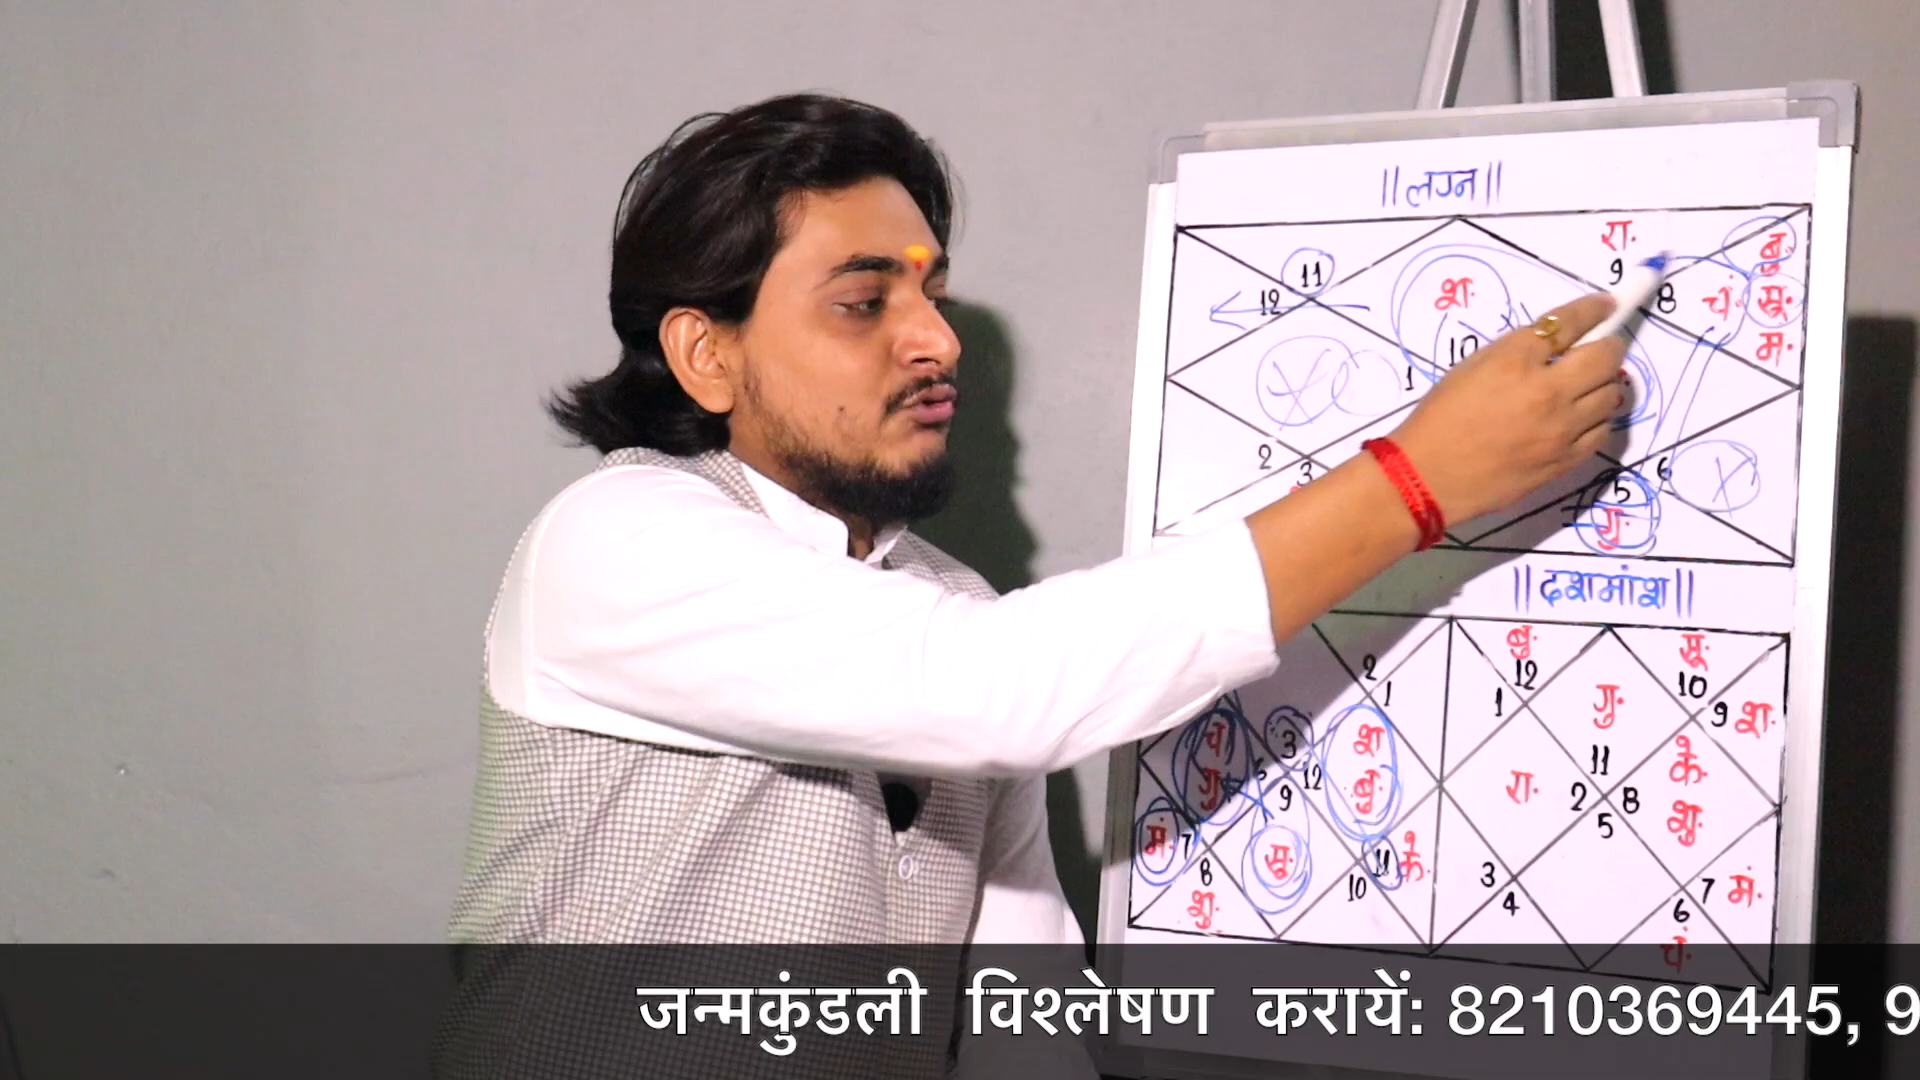 ||लग्न||
रा.
बु.
11
9
12
श.
8
चं.
सू.
10
मं.
1
2
3
6
5
गु.
||दशमांश||
2
1
बु.
12
1
सू.
10
9
श.
गु.
चं
गु
3
श
बु.
12
9
11
के.
रा.
2
8
5
शु.
मं.
7
सू.
11
के.
8
10
शु.
3
4
7
मं.
6
चं.
जन्मकुंडली विश्लेषण करायें: 8210369445, 9